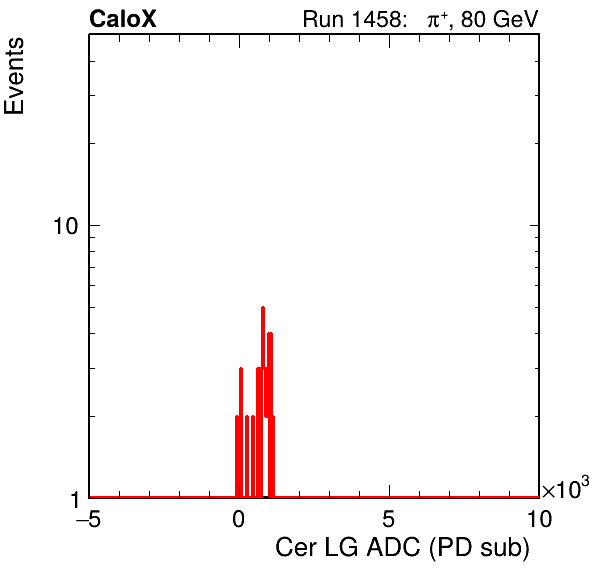 CaloX Run 1458: π⁺, 80 GeV
Events
10
1
−5 0 5 10
×10³
Cer LG ADC (PD sub)